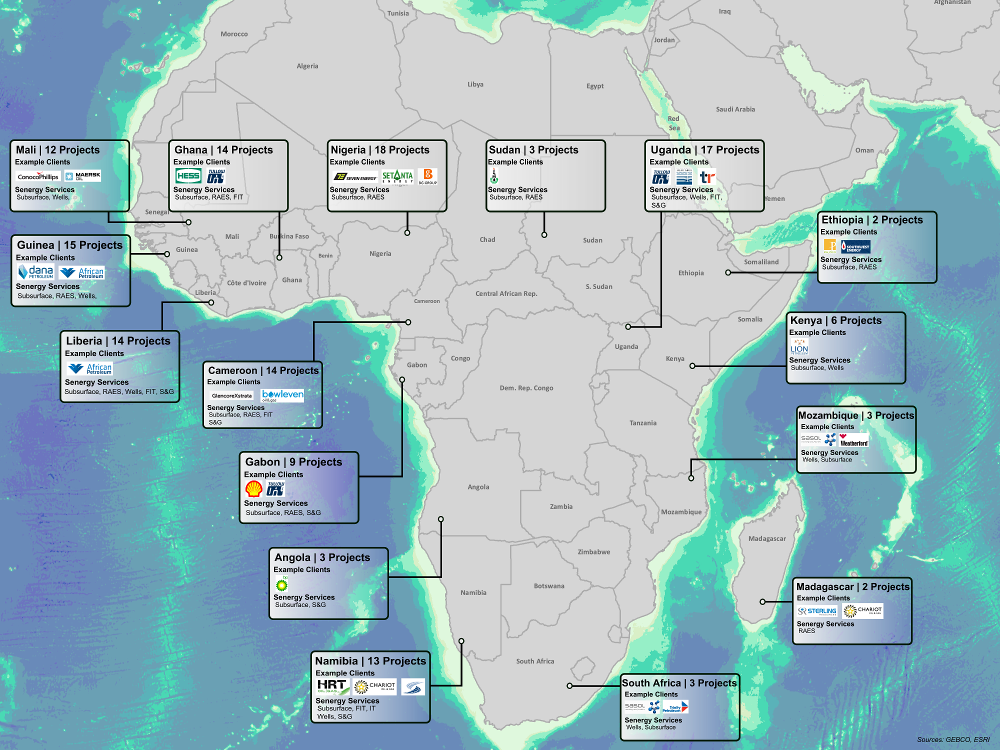 Tunisia
Morocco
Algeria
Libya
Egypt
Jordan
Iraq
Afghanistan
Saudi Arabia
Red
Sea
Oman
Yemen
Mali | 12 Projects
Example Clients
ConocoPhillips MAERSK
OIL
Senergy Services
Subsurface, Wells,
Ghana | 14 Projects
Example Clients
HESS TULLOW
OIL
Senergy Services
Subsurface, RAES, FIT
Nigeria | 18 Projects
Example Clients
SEVEN ENERGY SETANTA
ENERGY BG GROUP
Senergy Services
Subsurface, RAES
Sudan | 3 Projects
Example Clients
Senergy Services
Subsurface, RAES
Uganda | 17 Projects
Example Clients
TULLOW
OIL tr
Senergy Services
Subsurface, Wells, FIT,
S&G
Ethiopia | 2 Projects
Example Clients
SOUTHWEST
ENERGY
Senergy Services
Subsurface, RAES
Guinea | 15 Projects
Example Clients
dana
PETROLEUM African
Petroleum
Senergy Services
Subsurface, RAES, Wells,
Senegal
Guinea
Mali
Burkina Faso
Benin
Ghana
Côte d'Ivoire
Liberia
Nigeria
Chad
Sudan
S. Sudan
Ethiopia
Somaliland
Somalia
Central African Rep.
Cameroon
Liberia | 14 Projects
Example Clients
African
Petroleum
Senergy Services
Subsurface, RAES, Wells, FIT, S&G
Kenya | 6 Projects
Example Clients
LION
Senergy Services
Subsurface, Wells
Cameroon | 14 Projects
Example Clients
GlencoreXstrata bowleven
Senergy Services
Subsurface, RAES, FIT
S&G
Gabon
Congo
Dem. Rep. Congo
Uganda
Kenya
Tanzania
Mozambique | 3 Projects
Example Clients
sasol Weatherford
Senergy Services
Wells, Subsurface
Gabon | 9 Projects
Example Clients
TULLOW
OIL
Senergy Services
Subsurface, RAES, S&G
Angola
Zambia
Mozambique
Madagascar
Zimbabwe
Botswana
Namibia
South Africa
Angola | 3 Projects
Example Clients
bp
Senergy Services
Subsurface, S&G
Madagascar | 2 Projects
Example Clients
STERLING
ENERGY CHARIOT
Senergy Services
RAES
Namibia | 13 Projects
Example Clients
HRT CHARIOT
Senergy Services
Subsurface, FIT, IT
Wells, S&G
South Africa | 3 Projects
Example Clients
sasol Trinity
Petroleum
Senergy Services
Wells, Subsurface
Sources: GEBCO, ESRI